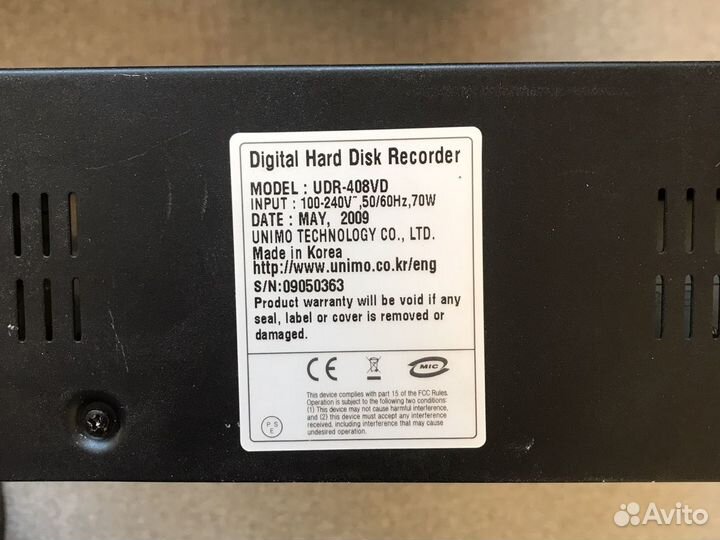 Digital Hard Disk Recorder
MODEL : UDR-408VD
INPUT : 100-240V~,50/60Hz,70W
DATE : MAY, 2009
UNIMO TECHNOLOGY CO., LTD.
Made in Korea
http://www.unimo.co.kr/eng
S/N:09050363
Product warranty will be void if any
seal, label or cover is removed or
damaged.
CE
MIC
This device complies with part 15 of the FCC Rules.
Operation is subject to the following two conditions:
(1) This device may not cause harmful interference,
and (2) this device must accept any interference
received, including interference that may cause
undesired operation.
P S
E
Avito